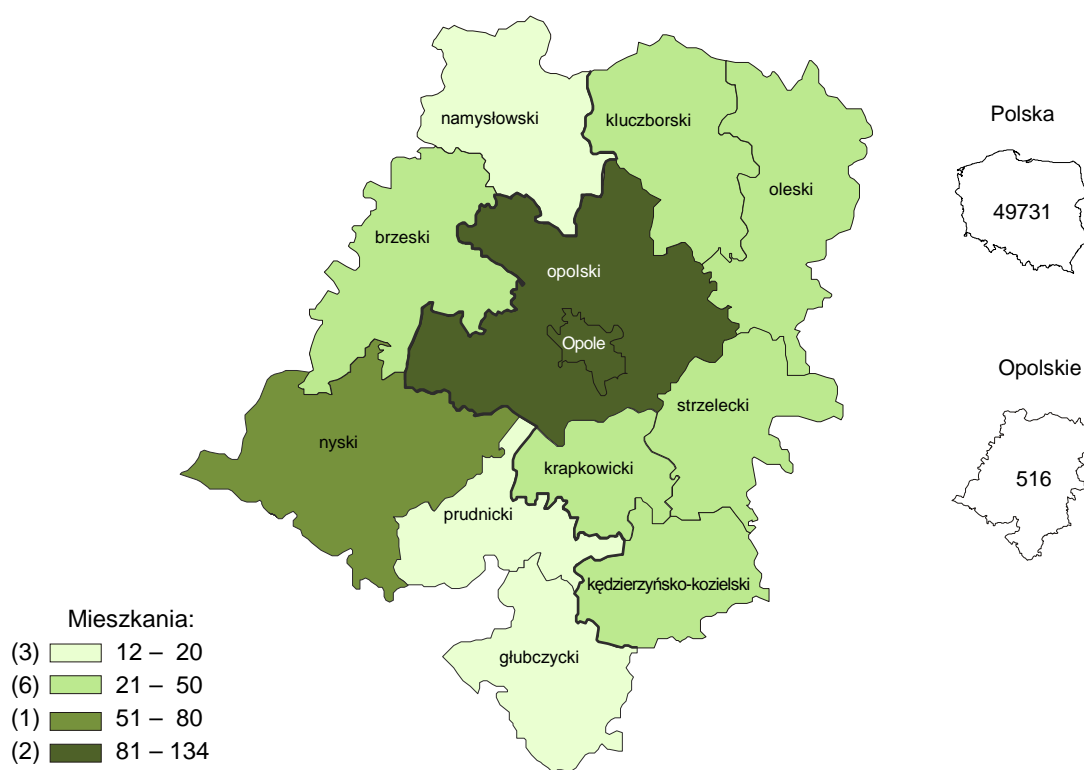 namysłowski
kluczborski
oleski
brzeski
opolski
Opole
strzelecki
nyski
krapkowicki
prudnicki
kędzierzyńsko-kozielski
głubczycki
Polska
49731
Opolskie
516
Mieszkania:
(3) 12 – 20
(6) 21 – 50
(1) 51 – 80
(2) 81 – 134